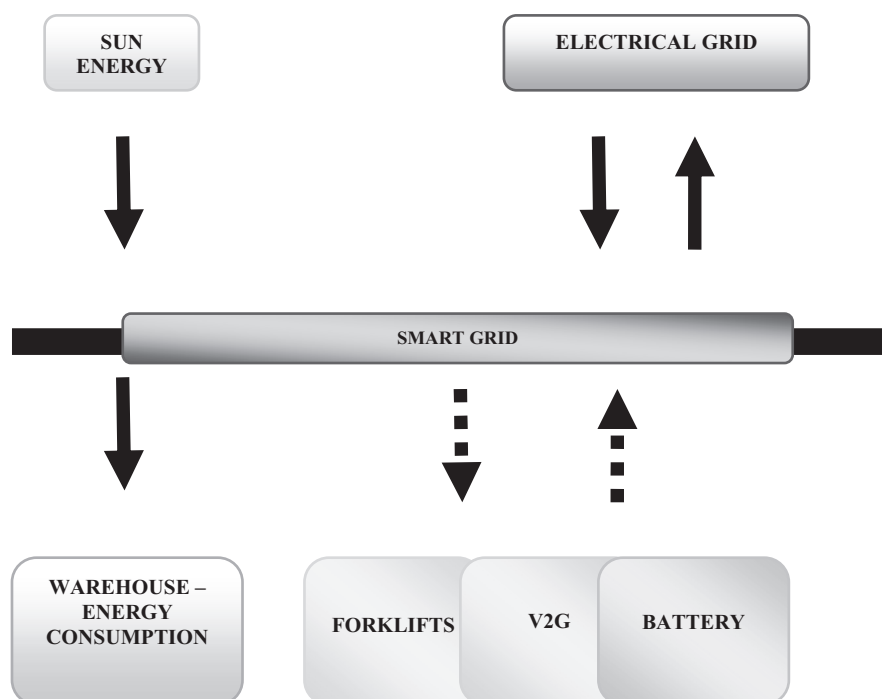 SUN
ENERGY
ELECTRICAL GRID
SMART GRID
WAREHOUSE –
ENERGY
CONSUMPTION
FORKLIFTS
V2G
BATTERY